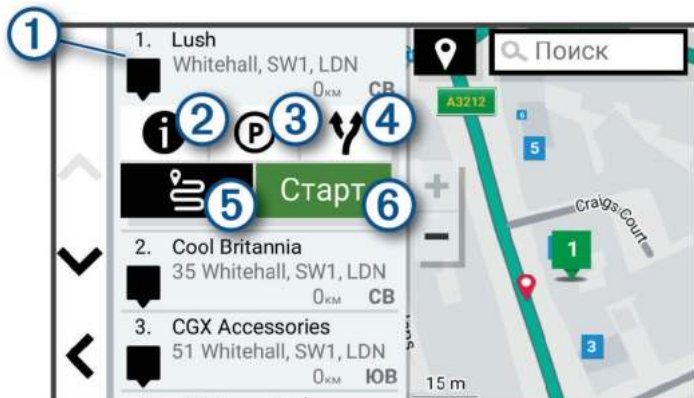 1
1. Lush
Whitehall, SW1, LDN
0км СВ
2
3
4
i
P
5
Старт
6
2. Cool Britannia
35 Whitehall, SW1, LDN
0км СВ
3. CGX Accessories
51 Whitehall, SW1, LDN
0км ЮВ
Поиск
A3212
6
5
+
Craigs Court
1
−
3
15 m